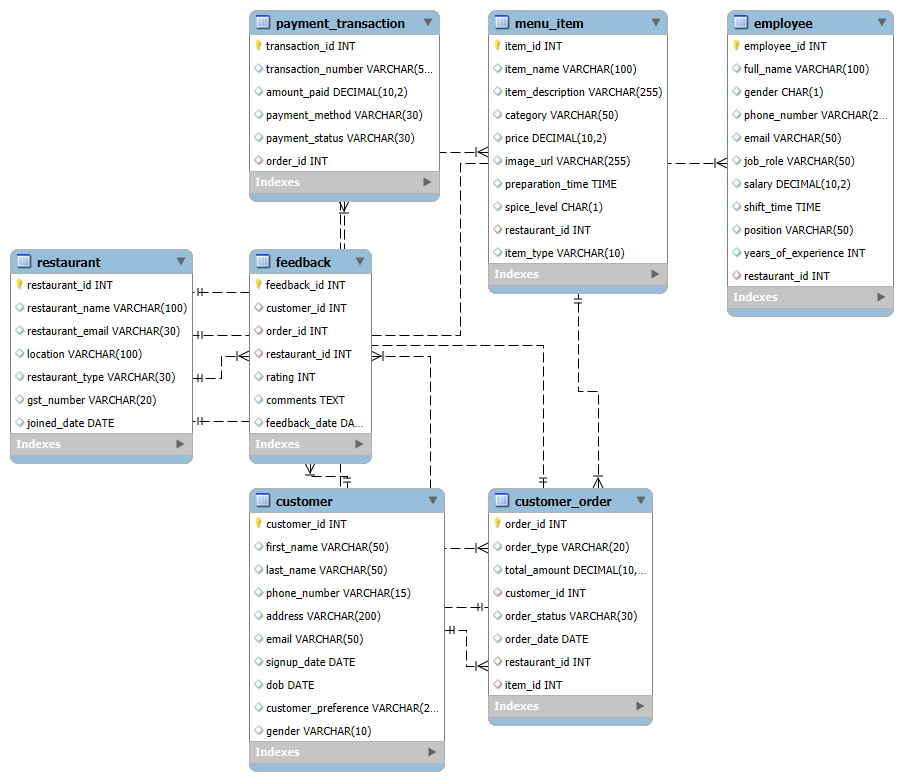 payment_transaction
transaction_id INT
transaction_number VARCHAR(5...
amount_paid DECIMAL(10,2)
payment_method VARCHAR(30)
payment_status VARCHAR(30)
order_id INT
Indexes
menu_item
item_id INT
item_name VARCHAR(100)
item_description VARCHAR(255)
category VARCHAR(50)
price DECIMAL(10,2)
image_url VARCHAR(255)
preparation_time TIME
spice_level CHAR(1)
restaurant_id INT
item_type VARCHAR(10)
Indexes
employee
employee_id INT
full_name VARCHAR(100)
gender CHAR(1)
phone_number VARCHAR(2...
email VARCHAR(50)
job_role VARCHAR(50)
salary DECIMAL(10,2)
shift_time TIME
position VARCHAR(50)
years_of_experience INT
restaurant_id INT
Indexes
restaurant
restaurant_id INT
restaurant_name VARCHAR(100)
restaurant_email VARCHAR(30)
location VARCHAR(100)
restaurant_type VARCHAR(30)
gst_number VARCHAR(20)
joined_date DATE
Indexes
feedback
feedback_id INT
customer_id INT
order_id INT
restaurant_id INT
rating INT
comments TEXT
feedback_date DA...
Indexes
customer
customer_id INT
first_name VARCHAR(50)
last_name VARCHAR(50)
phone_number VARCHAR(15)
address VARCHAR(200)
email VARCHAR(50)
signup_date DATE
dob DATE
customer_preference VARCHAR(2...
gender VARCHAR(10)
Indexes
customer_order
order_id INT
order_type VARCHAR(20)
total_amount DECIMAL(10,...
customer_id INT
order_status VARCHAR(30)
order_date DATE
restaurant_id INT
item_id INT
Indexes